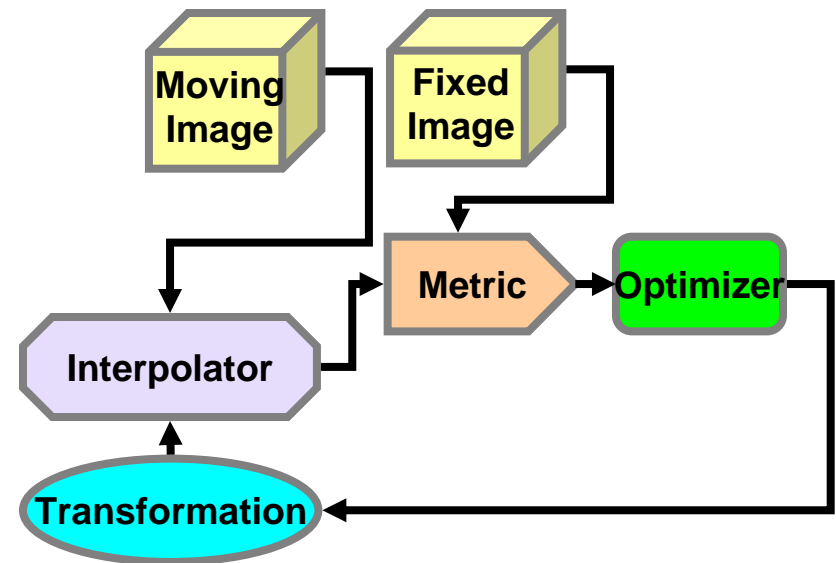 Moving
Image
Fixed
Image
Metric
Optimizer
Interpolator
Transformation